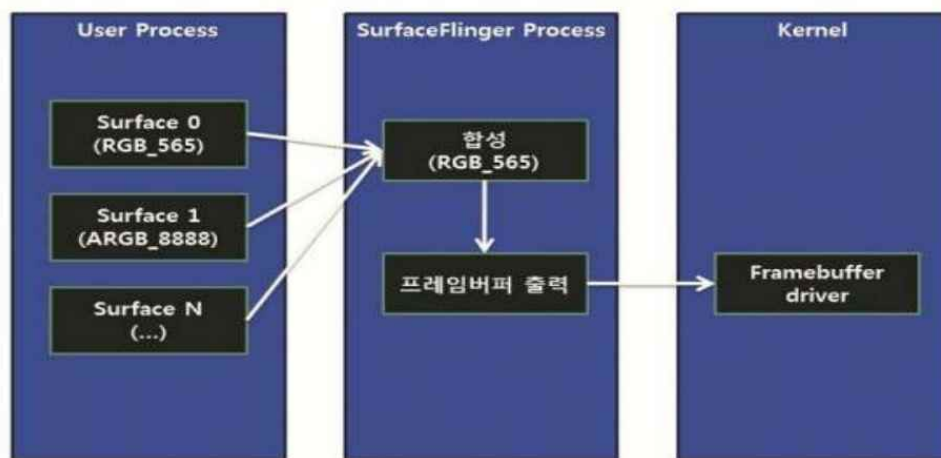 User Process
Surface 0
(RGB_565)
Surface 1
(ARGB_8888)
Surface N
(...)
SurfaceFlinger Process
합성
(RGB_565)
프레임버퍼 출력
Kernel
Framebuffer
driver